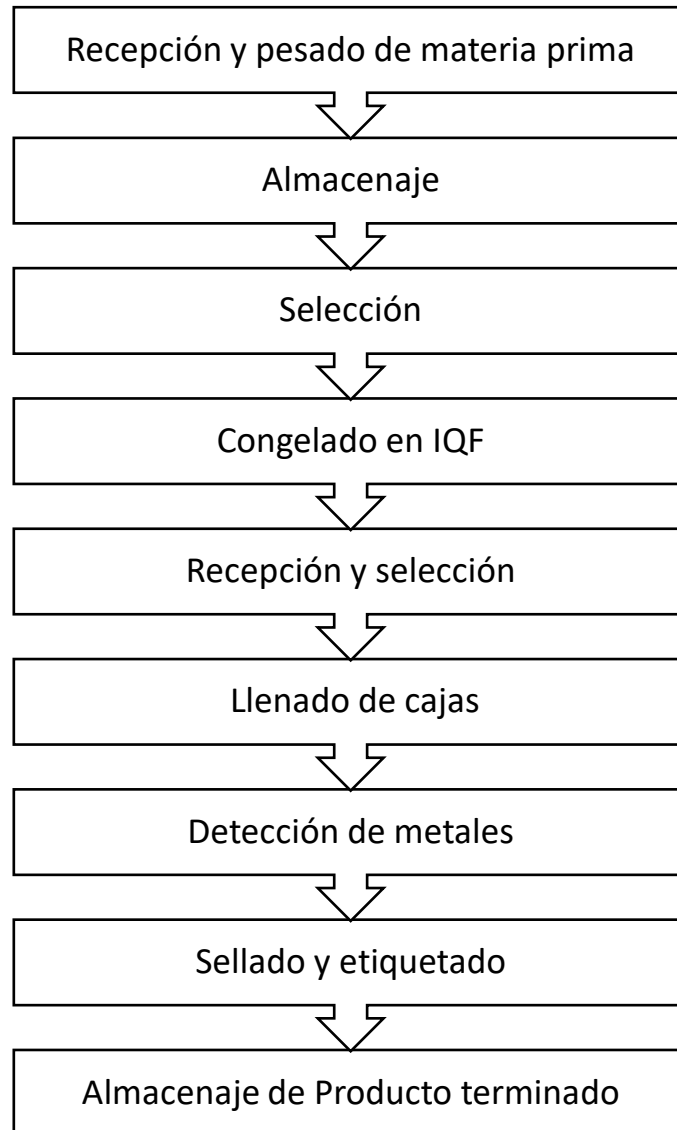 Recepción y pesado de materia prima
Almacenaje
Selección
Congelado en IQF
Recepción y selección
Llenado de cajas
Detección de metales
Sellado y etiquetado
Almacenaje de Producto terminado